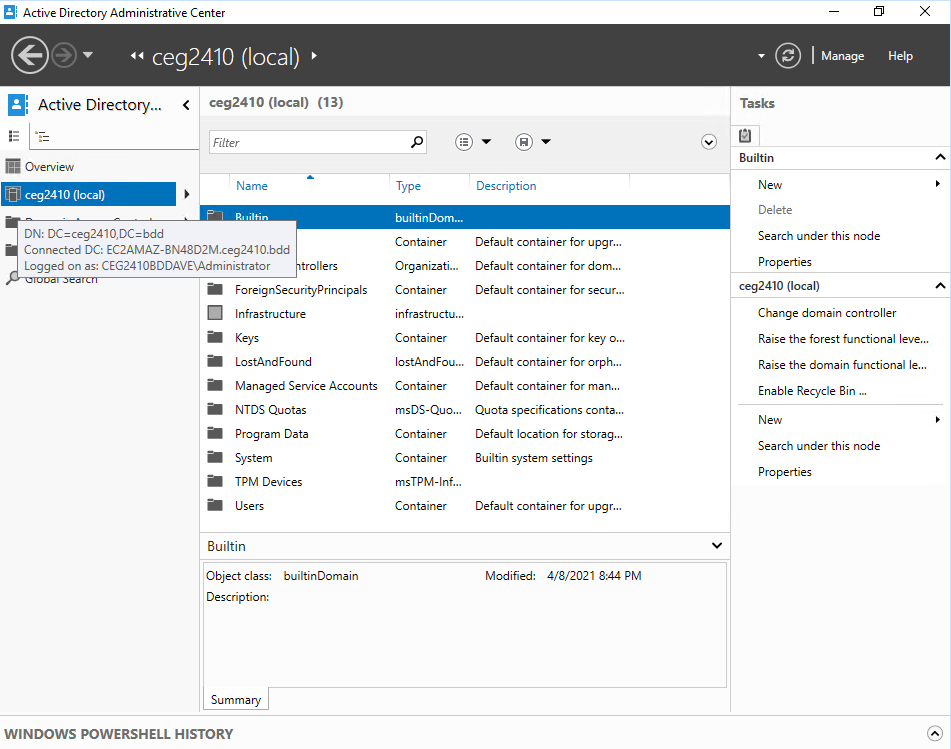 Active Directory Administrative Center
ceg2410 (local)
Manage
Help
Active Directory...
Overview
ceg2410 (local)
DN: DC=ceg2410,DC=bdd
Connected DC: EC2AMAZ-BN48D2M.ceg2410.bdd
Logged on as: CEG2410BDDAVE\Administrator
Global Search
ceg2410 (local) (13)
Filter
Name Type Description
Builtin builtinDom...
Container Default container for upgr...
ntrollers Organizati... Default container for dom...
ForeignSecurityPrincipals Container Default container for secur...
Infrastructure infrastructu...
Keys Container Default container for key o...
LostAndFound lostAndFou... Default container for orph...
Managed Service Accounts Container Default container for man...
NTDS Quotas msDS-Quo... Quota specifications conta...
Program Data Container Default location for storag...
System Container Builtin system settings
TPM Devices msTPM-Inf...
Users Container Default container for upgr...
Builtin
Object class: builtinDomain Modified: 4/8/2021 8:44 PM
Description:
Summary
Tasks
Builtin
New
Delete
Search under this node
Properties
ceg2410 (local)
Change domain controller
Raise the forest functional leve...
Raise the domain functional le...
Enable Recycle Bin ...
New
Search under this node
Properties
WINDOWS POWERSHELL HISTORY